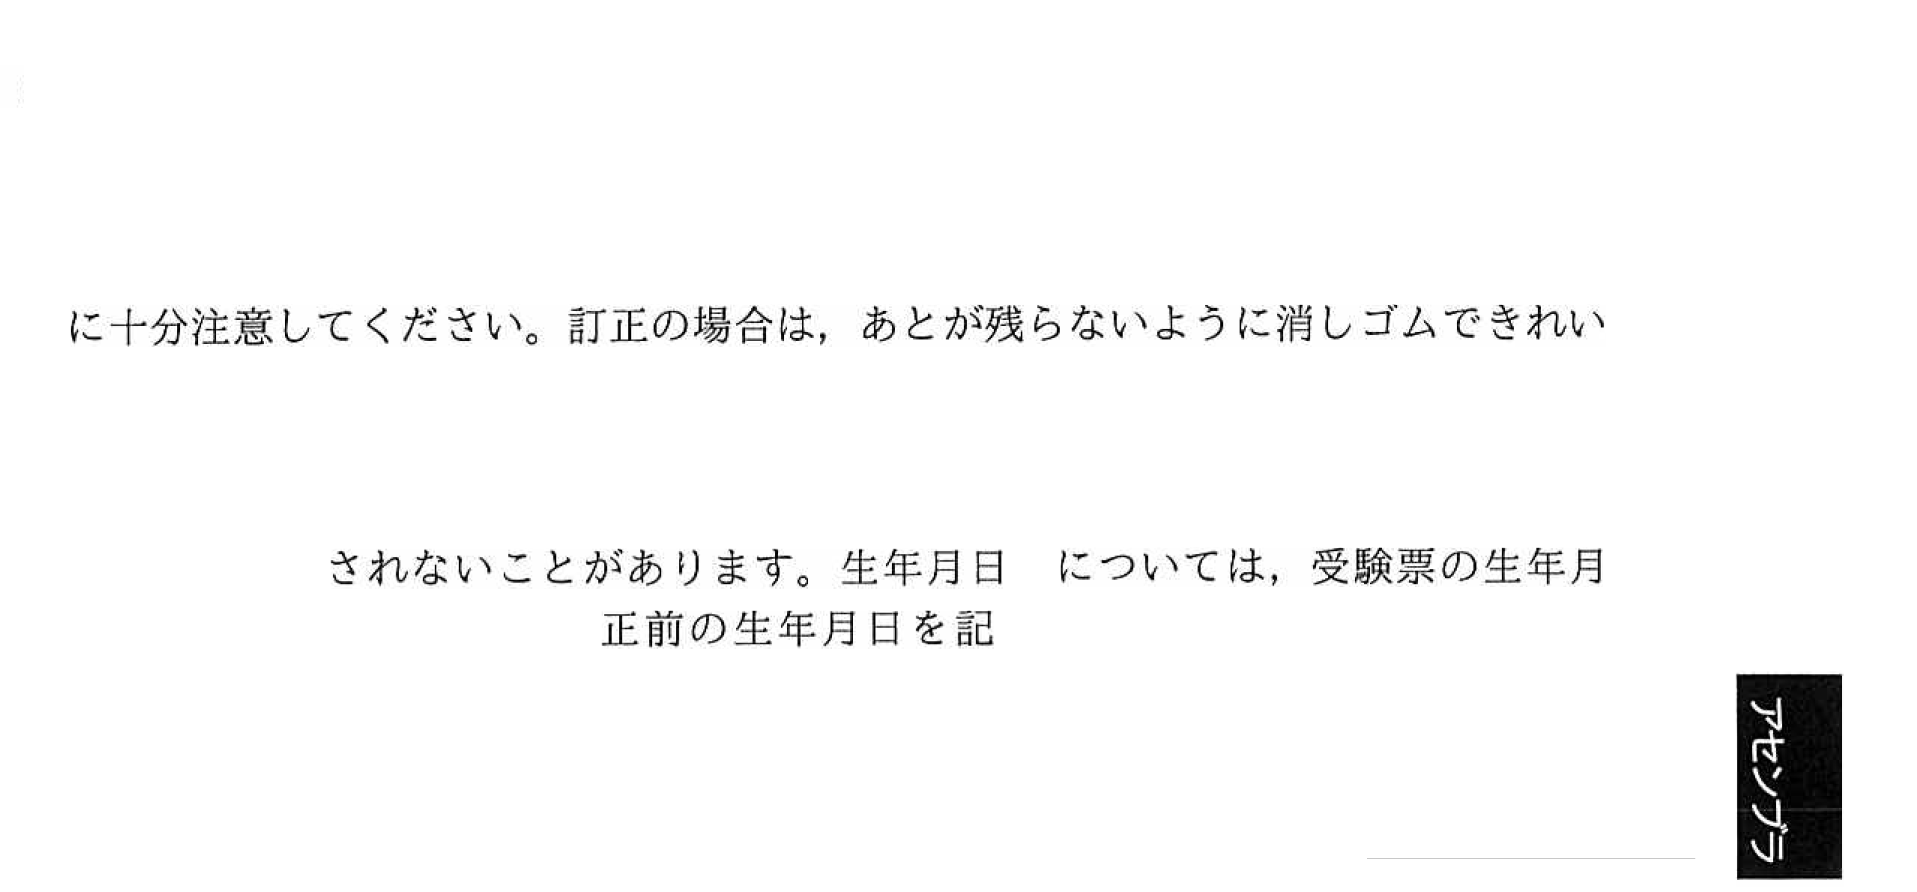 に十分注意してください。訂正の場合は，あとが残らないように消しゴムできれい
されないことがあります。生年月日　については，受験票の生年月
正前の生年月日を記
アセンブラ